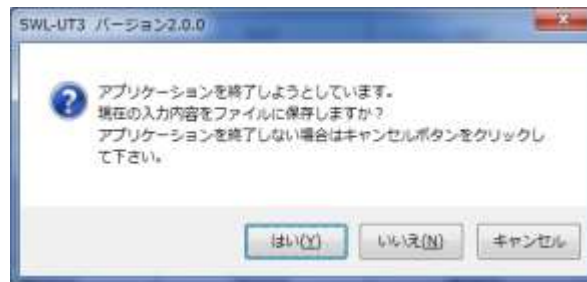 SWL-UT3 バージョン2.0.0
アプリケーションを終了しようとしています。
現在の入力内容をファイルに保存しますか？
アプリケーションを終了しない場合はキャンセルボタンをクリックし
て下さい。
はい(Y) いいえ(N) キャンセル